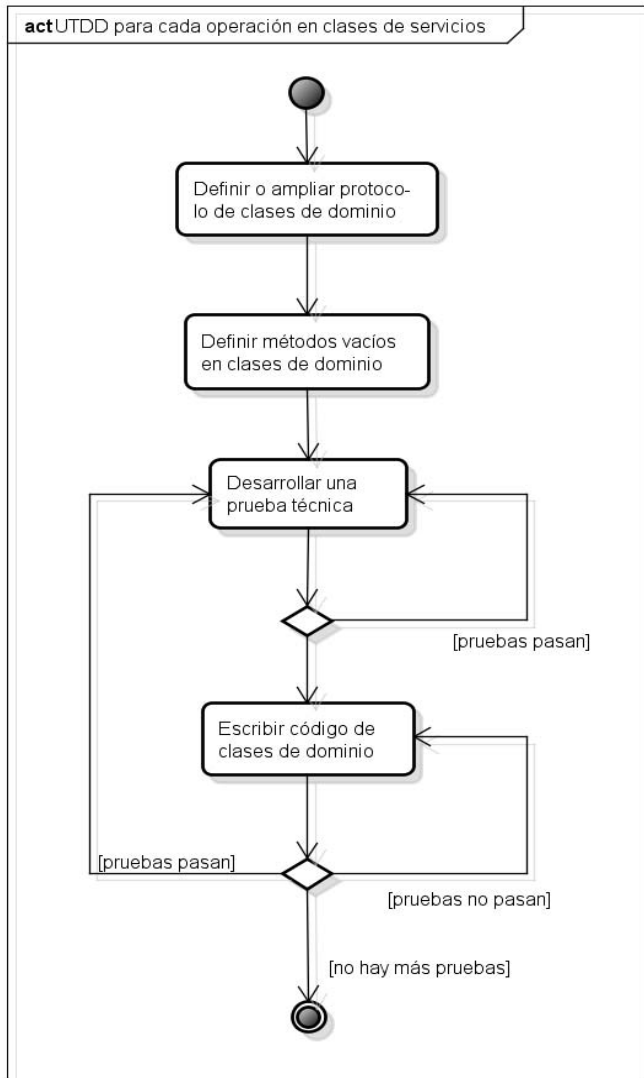 act UTDD para cada operación en clases de servicios
Definir o ampliar protoco-
lo de clases de dominio
Definir métodos vacíos
en clases de dominio
Desarrollar una
prueba técnica
[pruebas pasan]
Escribir código de
clases de dominio
[pruebas pasan]
[pruebas no pasan]
[no hay más pruebas]